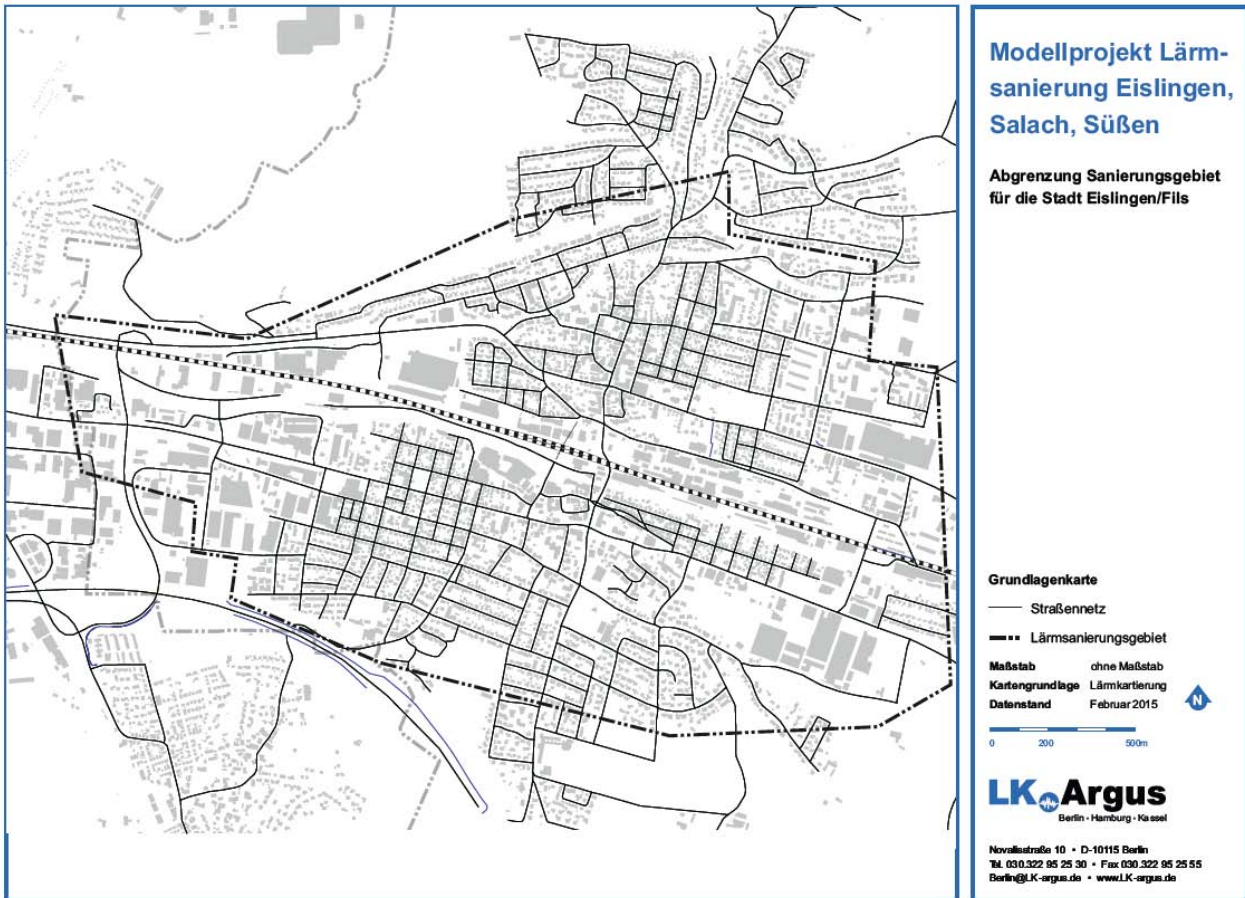 Modellprojekt Lärm-
sanierung Eislingen,
Salach, Süßen
Abgrenzung Sanierungsgebiet
für die Stadt Eislingen/Fils
Grundlagenkarte
Straßennetz
Lärmsanierungsgebiet
Maßstab ohne Maßstab
Kartengrundlage Lärmkartierung
Datenstand Februar 2015
N
0 200 500m
LK Argus
Berlin • Hamburg • Kassel
Novalisstraße 10 • D-10115 Berlin
Tel. 030.322 95 25 30 • Fax 030.322 95 25 55
Berlin@LK-argus.de • www.LK-argus.de